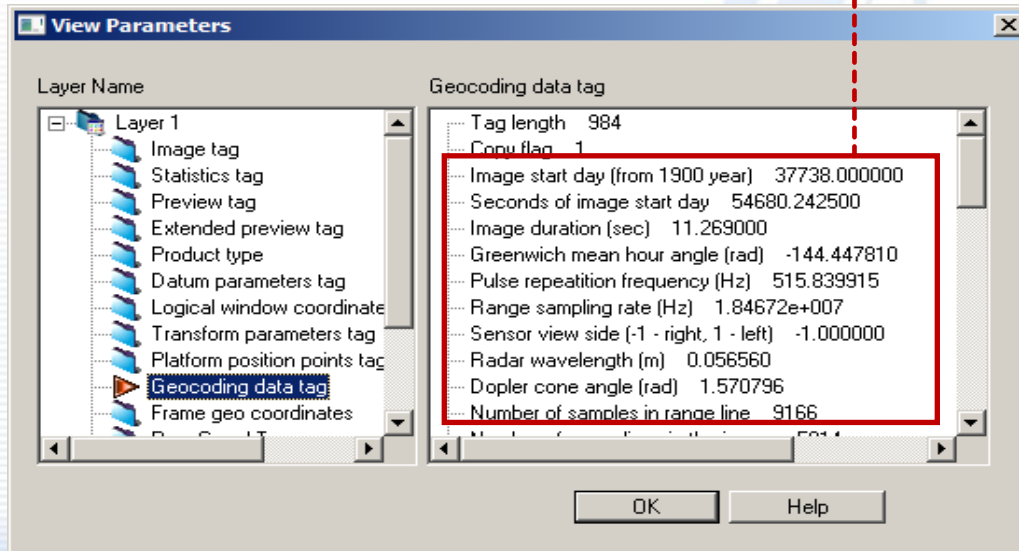 View Parameters
Layer Name
Geocoding data tag
Layer 1
Image tag
Statistics tag
Preview tag
Extended preview tag
Product type
Datum parameters tag
Logical window coordinate
Transform parameters tag
Platform position points tag
Geocoding data tag
Frame geo coordinates
Tag length 984
Copy flag 1
Image start day (from 1900 year) 37738.000000
Seconds of image start day 54680.242500
Image duration (sec) 11.269000
Greenwich mean hour angle (rad) -144.447810
Pulse repeatition frequency (Hz) 515.839915
Range sampling rate (Hz) 1.84672e+007
Sensor view side (-1 - right, 1 - left) -1.000000
Radar wavelength (m) 0.056560
Dopler cone angle (rad) 1.570796
Number of samples in range line 9166
OK
Help